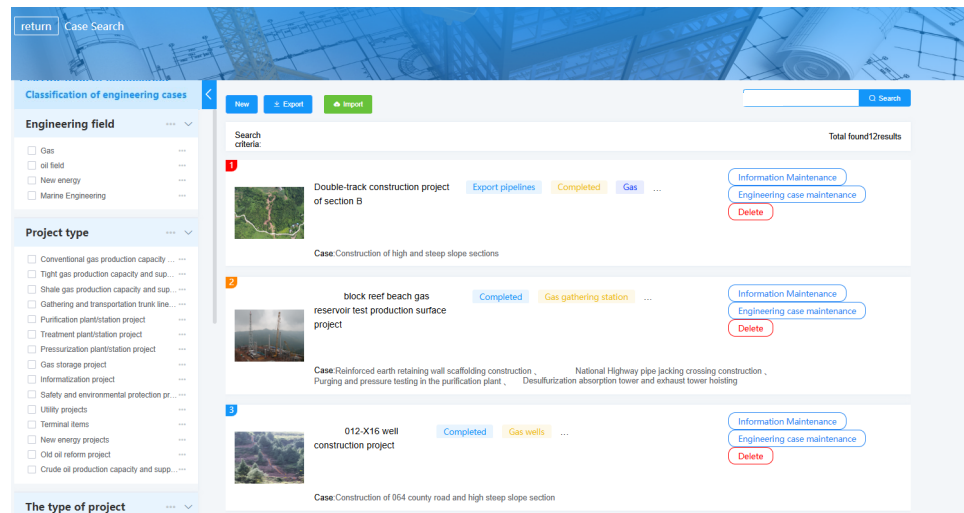 return Case Search
Classification of engineering cases
Engineering field ...
Gas ...
oil field ...
New energy ...
Marine Engineering ...
Project type ...
Conventional gas production capacity ... ...
Tight gas production capacity and sup... ...
Shale gas production capacity and sup... ...
Gathering and transportation trunk line... ...
Purification plant/station project ...
Treatment plant/station project ...
Pressurization plant/station project ...
Gas storage project ...
Informatization project ...
Safety and environmental protection pr... ...
Utility projects ...
Terminal items ...
New energy projects ...
Old oil reform project ...
Crude oil production capacity and supp... ...
The type of project ...
New Export Import Search
Search
criteria:
Total found12results
1
Double-track construction project
of section B
Export pipelines Completed Gas ...
Information Maintenance
Engineering case maintenance
Delete
Case:Construction of high and steep slope sections
2
block reef beach gas
reservoir test production surface
project
Completed Gas gathering station ...
Information Maintenance
Engineering case maintenance
Delete
Case:Reinforced earth retaining wall scaffolding construction 、 National Highway pipe jacking crossing construction 、
Purging and pressure testing in the purification plant 、 Desulfurization absorption tower and exhaust tower hoisting
3
012-X16 well
construction project
Completed Gas wells ...
Information Maintenance
Engineering case maintenance
Delete
Case:Construction of 064 county road and high steep slope section